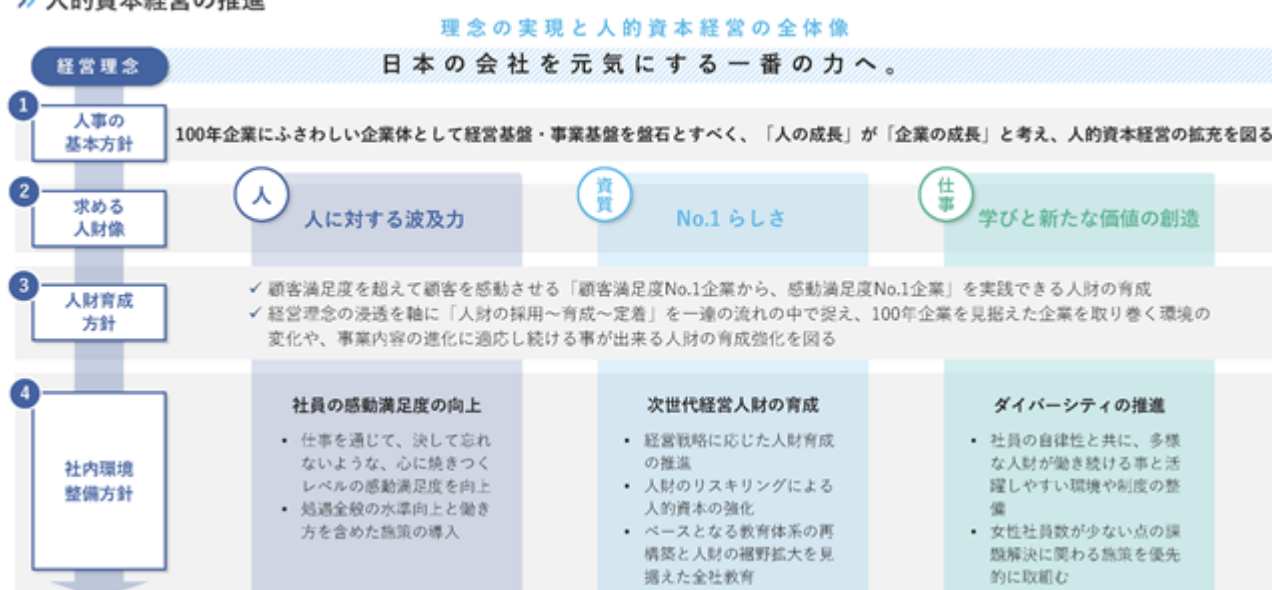 人的資本経営の推進
理念の実現と人的資本経営の全体像
経営理念
日本の会社を元気にする一番の力へ。
1
人事の
基本方針
100年企業にふさわしい企業体として経営基盤・事業基盤を盤石とすべく、「人の成長」が「企業の成長」と考え、人的資本経営の拡充を図る
2
求める
人財像
人
人に対する波及力
資質
No.1 らしさ
仕事
学びと新たな価値の創造
3
人財育成
方針
✓ 顧客満足度を超えて顧客を感動させる「顧客満足度No.1企業から、感動満足度No.1企業」を実践できる人財の育成
✓ 経営理念の浸透を軸に「人財の採用～育成～定着」を一連の流れの中で捉え、100年企業を見据えた企業を取り巻く環境の
変化や、事業内容の進化に適応し続ける事が出来る人財の育成強化を図る
4
社内環境
整備方針
社員の感動満足度の向上
• 仕事を通じて、決して忘れ
ないような、心に焼きつく
レベルの感動満足度を向上
• 処遇全般の水準向上と働き
方を含めた施策の導入
次世代経営人財の育成
• 経営戦略に応じた人財育成
の推進
• 人財のリスキリングによる
人的資本の強化
• ベースとなる教育体系の再
構築と人財の裾野拡大を見
据えた全社教育
ダイバーシティの推進
• 社員の自律性と共に、多様
な人財が働き続ける事と活
躍しやすい環境や制度の整
備
• 女性社員数が少ない点の課
題解決に関わる施策を優先
的に取組む